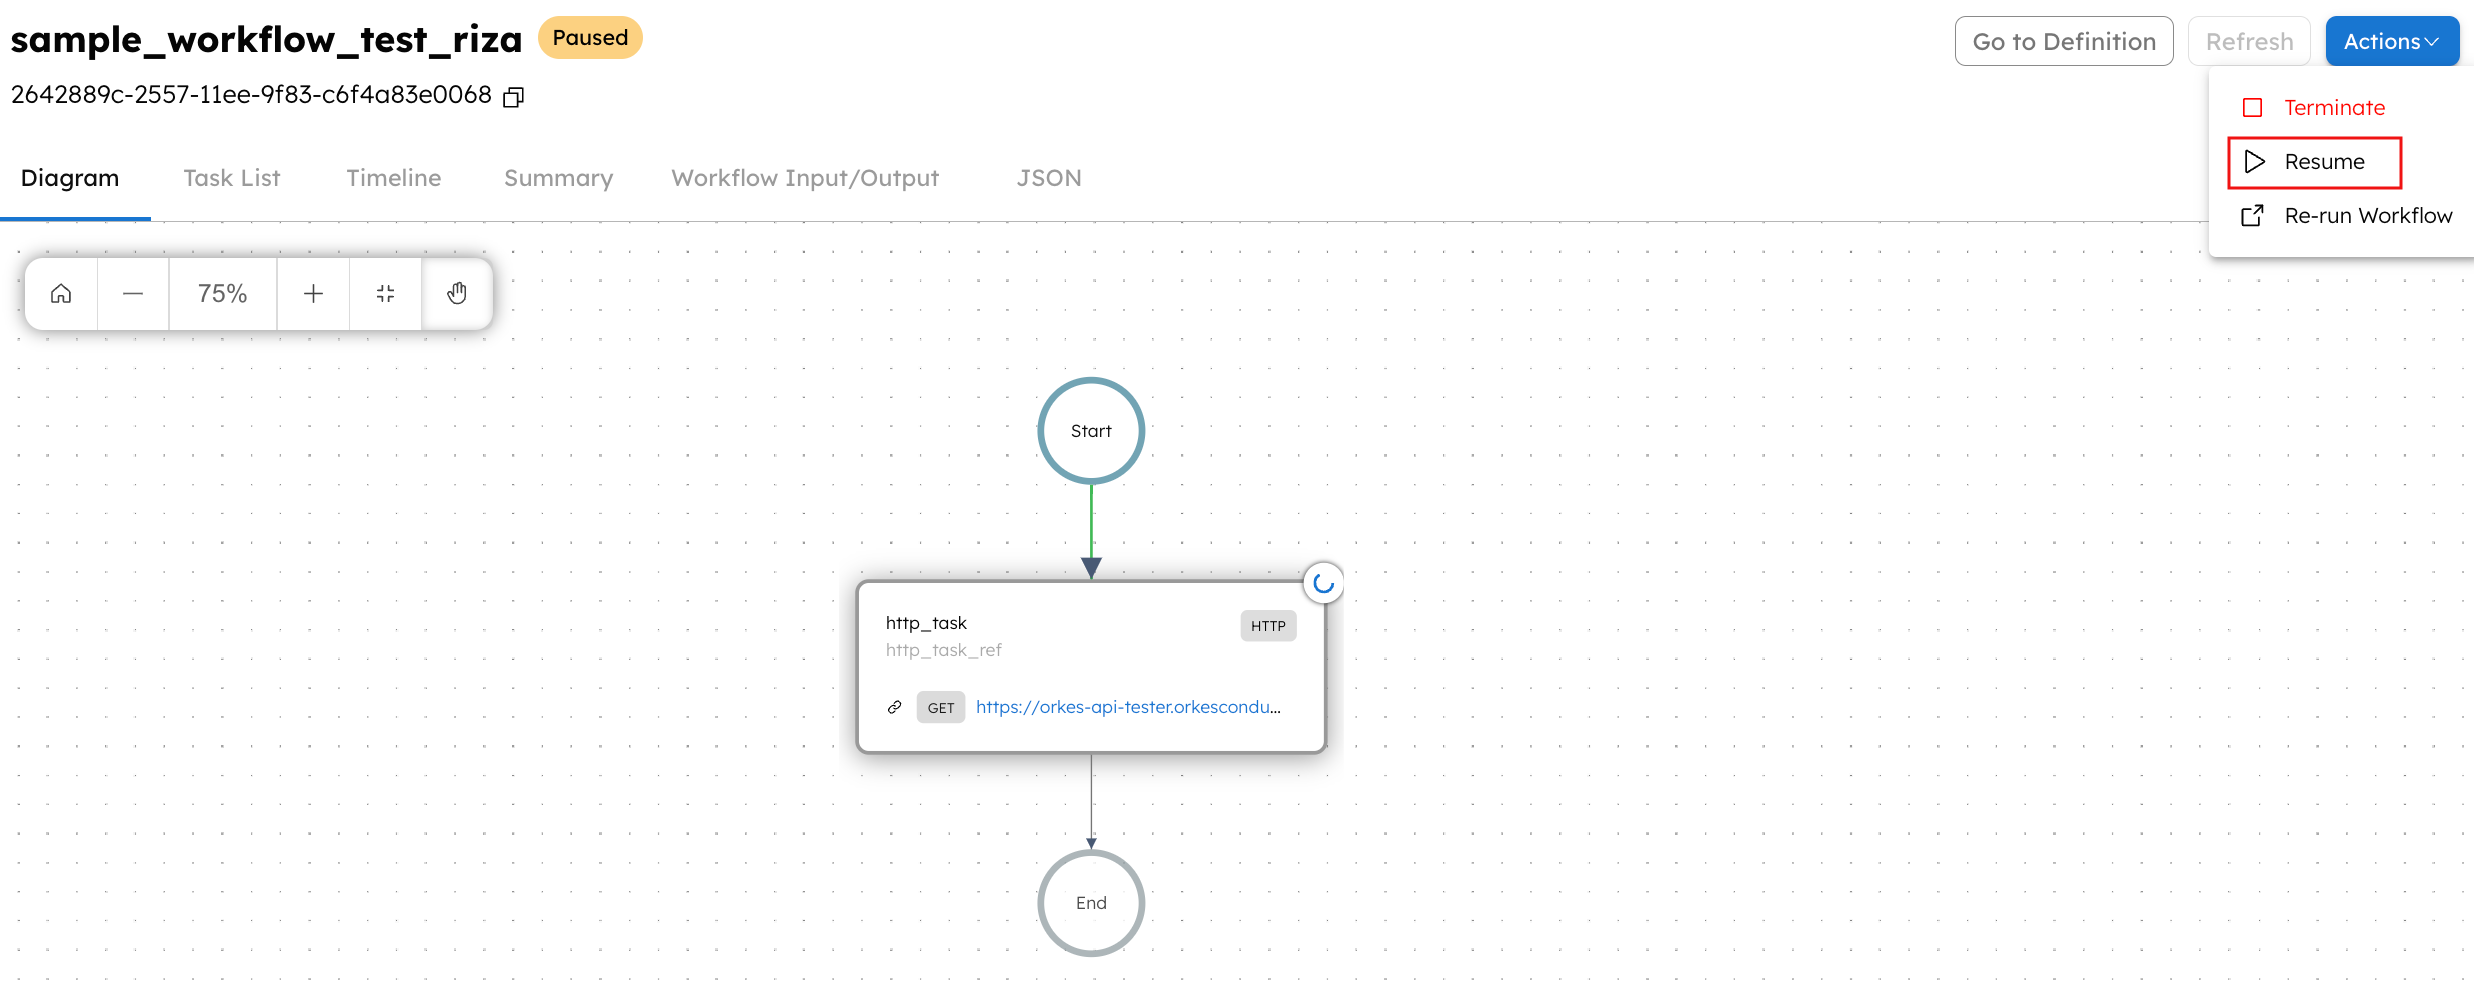 sample_workflow_test_riza Paused
Go to Definition Refresh Actions
2642889c-2557-11ee-9f83-c6f4a83e0068
Terminate
Resume
Re-run Workflow
Diagram Task List Timeline Summary Workflow Input/Output JSON
75%
Start
http_task HTTP
http_task_ref
GET https://orkes-api-tester.orkescondu...
End